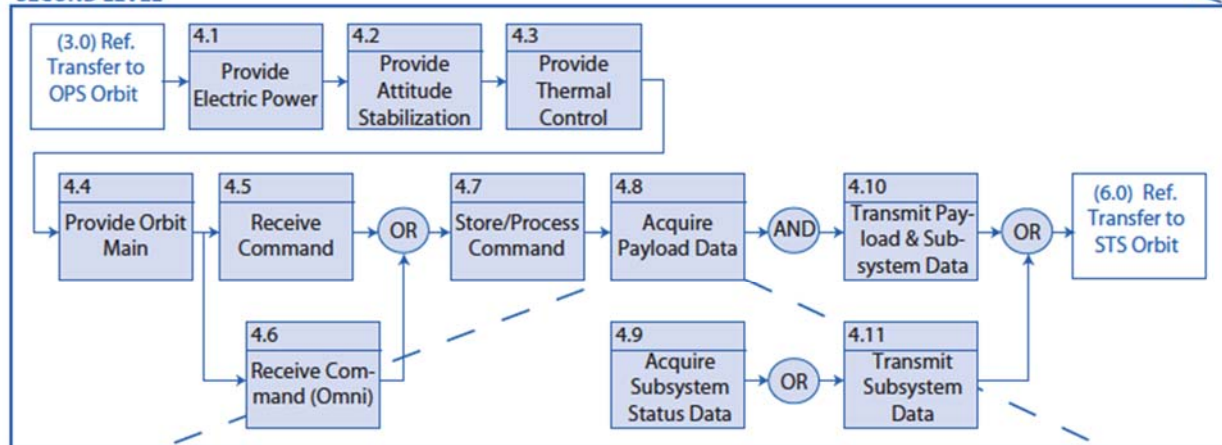 SECOND LEVEL
(3.0) Ref.
Transfer to
OPS Orbit
4.1
Provide
Electric Power
4.2
Provide
Attitude
Stabilization
4.3
Provide
Thermal
Control
4.4
Provide Orbit
Main
4.5
Receive
Command
OR
4.7
Store/Process
Command
4.8
Acquire
Payload Data
AND
4.10
Transmit Pay-
load & Sub-
system Data
OR
(6.0) Ref.
Transfer to
STS Orbit
4.6
Receive Com-
mand (Omni)
4.9
Acquire
Subsystem
Status Data
OR
4.11
Transmit
Subsystem
Data